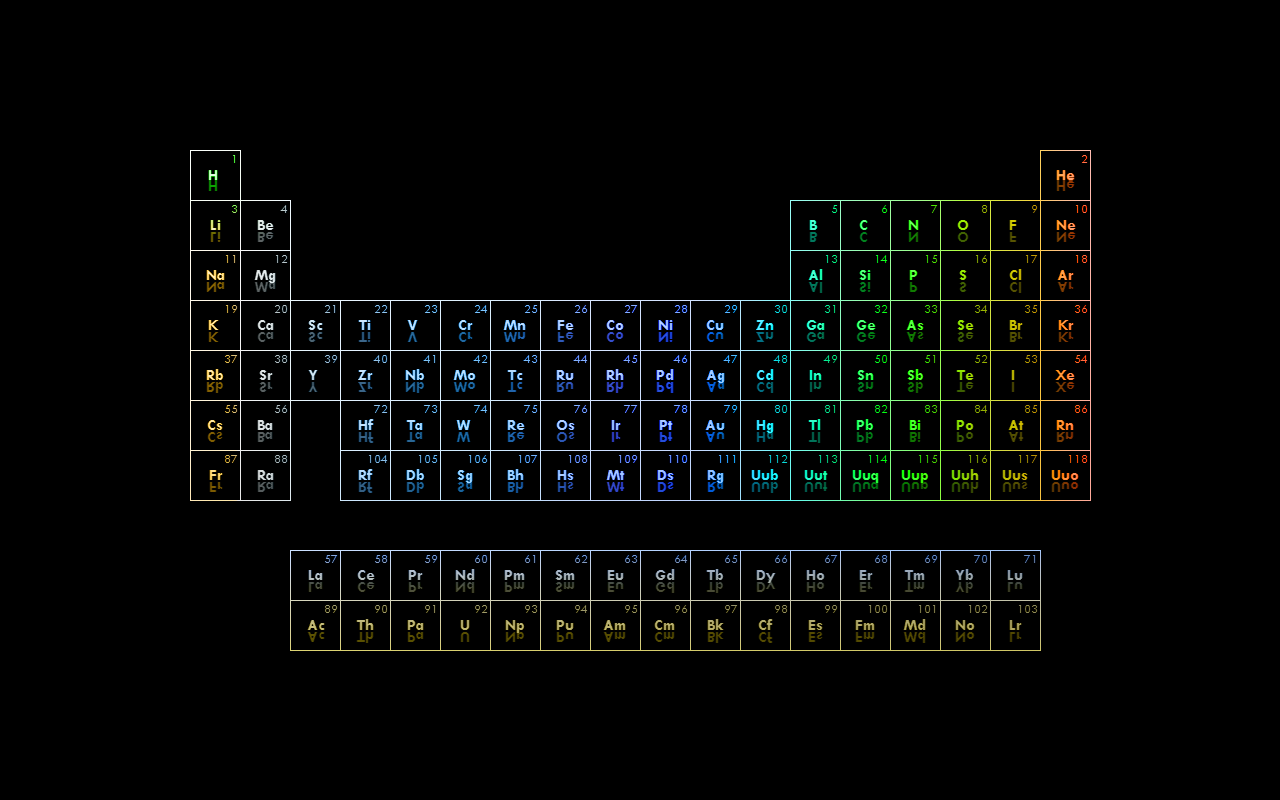 1 2
H He
3 4 5 6 7 8 9 10
Li Be B C N O F Ne
11 12 13 14 15 16 17 18
Na Mg Al Si P S Cl Ar
19 20 21 22 23 24 25 26 27 28 29 30 31 32 33 34 35 36
K Ca Sc Ti V Cr Mn Fe Co Ni Cu Zn Ga Ge As Se Br Kr
37 38 39 40 41 42 43 44 45 46 47 48 49 50 51 52 53 54
Rb Sr Y Zr Nb Mo Tc Ru Rh Pd Ag Cd In Sn Sb Te I Xe
55 56 72 73 74 75 76 77 78 79 80 81 82 83 84 85 86
Cs Ba Hf Ta W Re Os Ir Pt Au Hg Tl Pb Bi Po At Rn
87 88 104 105 106 107 108 109 110 111 112 113 114 115 116 117 118
Fr Ra Rf Db Sg Bh Hs Mt Ds Rg Uub Uut Uuq Uup Uuh Uus Uuo
57 58 59 60 61 62 63 64 65 66 67 68 69 70 71
La Ce Pr Nd Pm Sm Eu Gd Tb Dy Ho Er Tm Yb Lu
89 90 91 92 93 94 95 96 97 98 99 100 101 102 103
Ac Th Pa U Np Pu Am Cm Bk Cf Es Fm Md No Lr